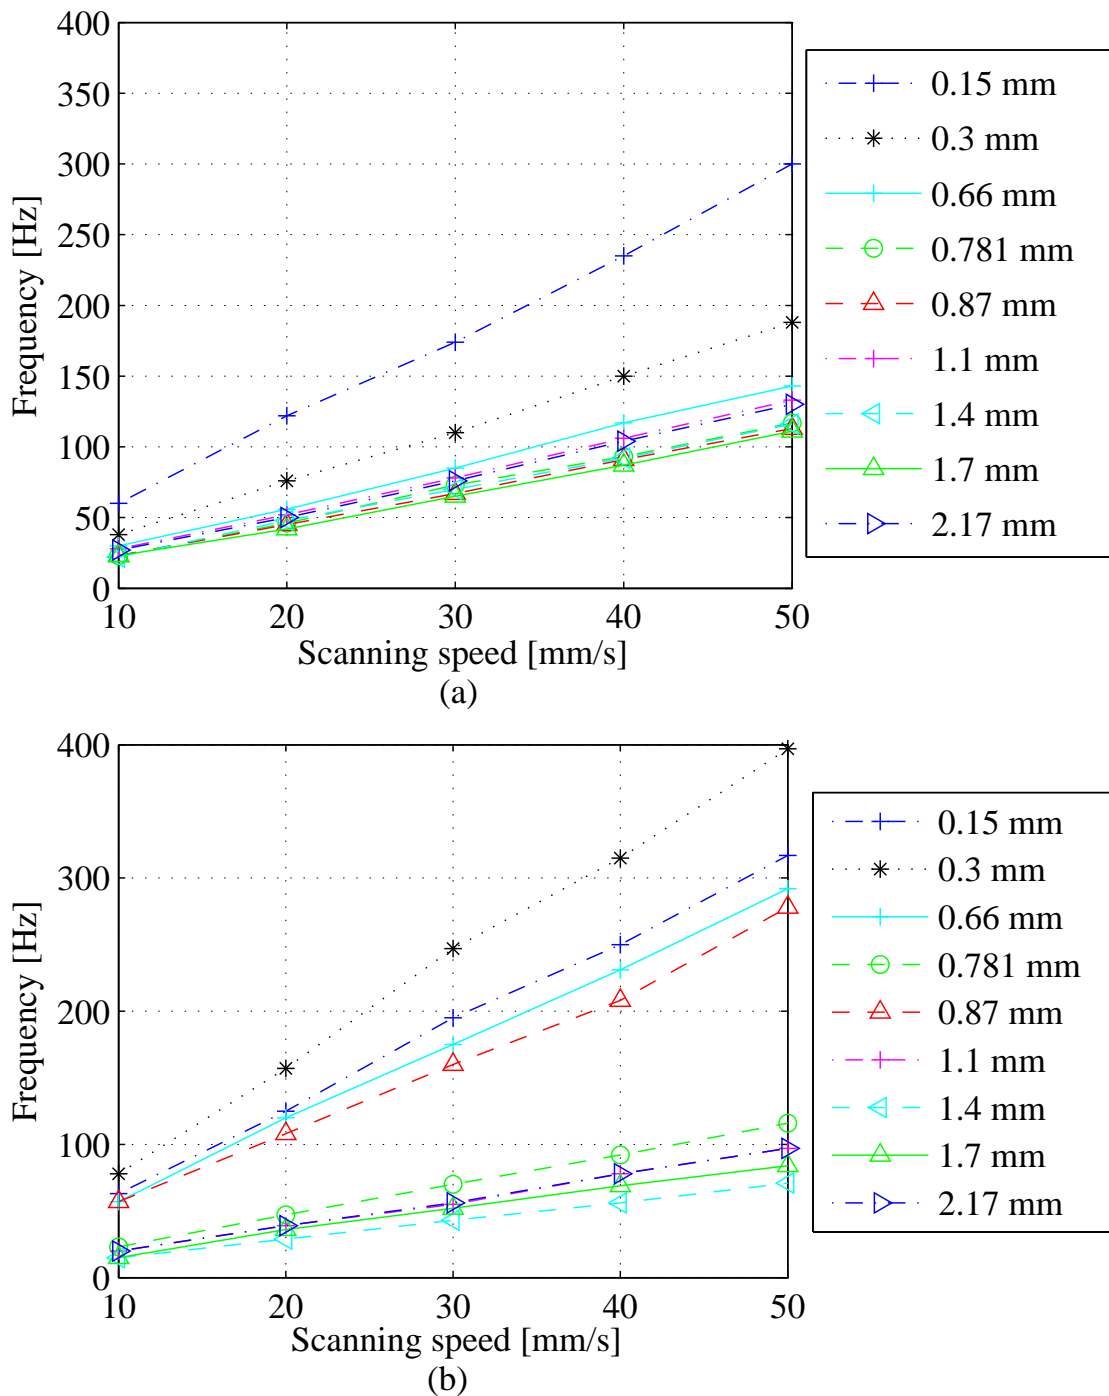 400
350
300
250
200
150
100
50
0
Frequency [Hz]
10 20 30 40 50
Scanning speed [mm/s]
(a)
0.15 mm
0.3 mm
0.66 mm
0.781 mm
0.87 mm
1.1 mm
1.4 mm
1.7 mm
2.17 mm
400
300
200
100
0
Frequency [Hz]
10 20 30 40 50
Scanning speed [mm/s]
(b)
0.15 mm
0.3 mm
0.66 mm
0.781 mm
0.87 mm
1.1 mm
1.4 mm
1.7 mm
2.17 mm